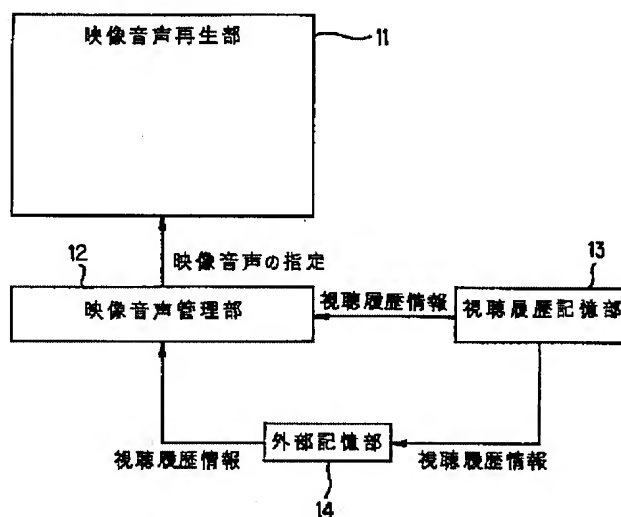 映像音声再生部
11
映像音声の指定
12
13
映像音声管理部
視聴履歴情報
視聴履歴記憶部
外部記憶部
視聴履歴情報
視聴履歴情報
14